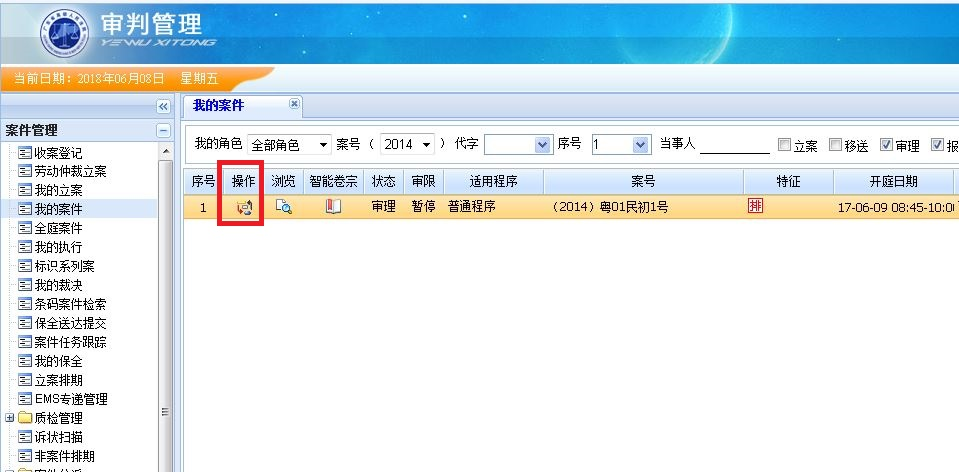 审判管理
YEWU XITONG
当前日期：2018年06月08日 星期五
案件管理
收案登记
劳动仲裁立案
我的立案
我的案件
全庭案件
我的执行
标识系列案
我的裁决
条码案件检索
保全送达提交
案件任务跟踪
我的保全
立案排期
EMS专递管理
质检管理
诉状扫描
非案件排期
我的案件
我的角色 全部角色 案号（ 2014 ） 代字 序号 1 当事人 立案 移送 审理 报
序号 操作 浏览 智能卷宗 状态 审限 适用程序 案号 特征 开庭日期
1 审理 暂停 普通程序 （2014）粤01民初1号 排 17-06-09 08:45-10:0